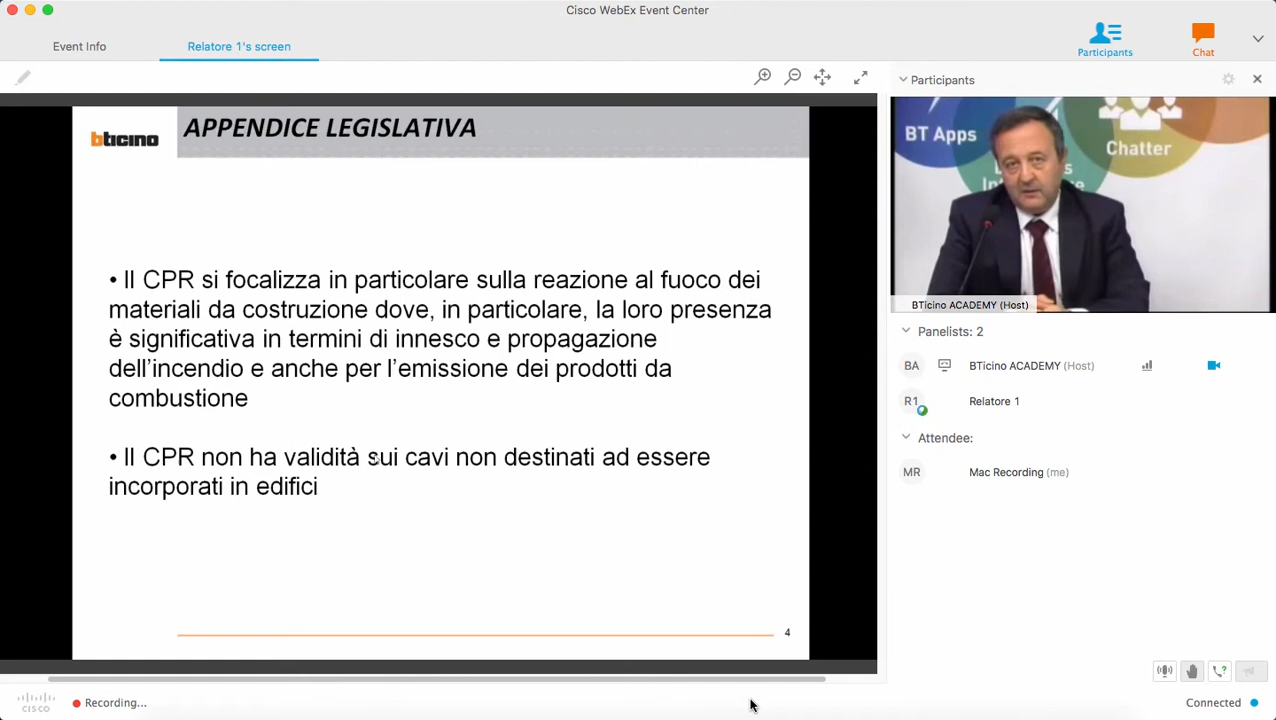 Cisco WebEx Event Center
Event Info
Relatore 1's screen
Participants
Chat
Participants
bticino
APPENDICE LEGISLATIVA
• Il CPR si focalizza in particolare sulla reazione al fuoco dei
materiali da costruzione dove, in particolare, la loro presenza
è significativa in termini di innesco e propagazione
dell'incendio e anche per l'emissione dei prodotti da
combustione
• Il CPR non ha validità sui cavi non destinati ad essere
incorporati in edifici
4
BT Apps
Chatter
BTicino ACADEMY (Host)
Panelists: 2
BA
BTicino ACADEMY (Host)
R1
Relatore 1
Attendee:
MR
Mac Recording (me)
CISCO
Recording...
Connected